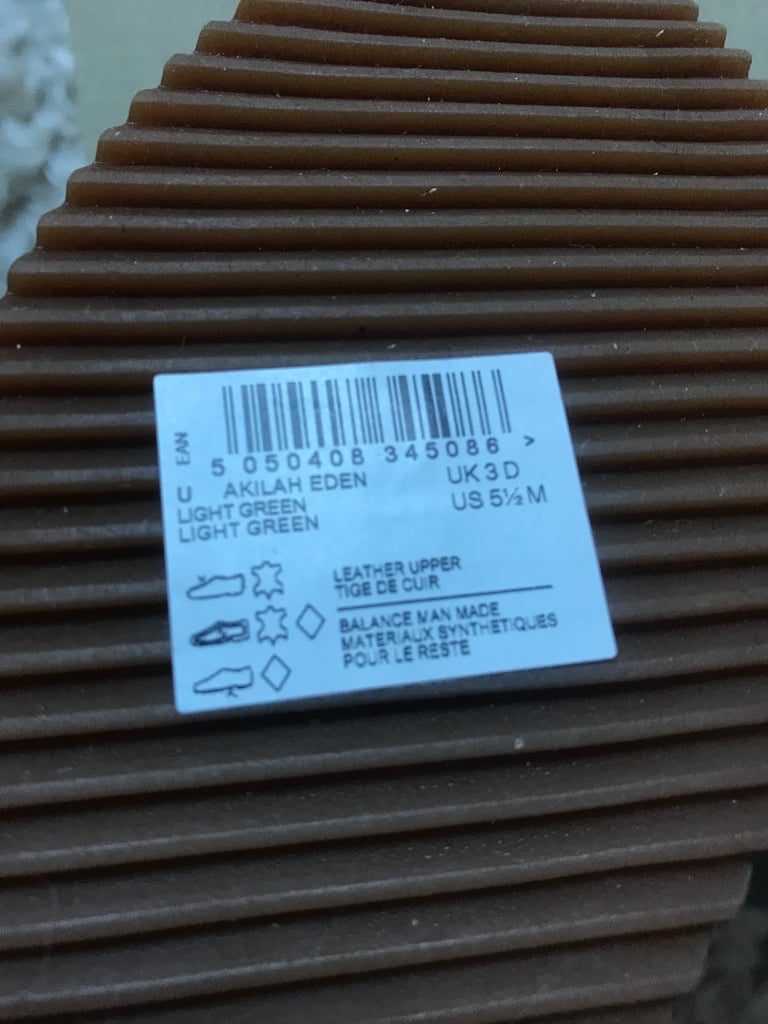 EAN
5 050408 345086 >
U AKILAH EDEN UK 3 D
LIGHT GREEN US 5½ M
LIGHT GREEN
LEATHER UPPER
TIGE DE CUIR
BALANCE MAN MADE
MATERIAUX SYNTHETIQUES
POUR LE RESTE